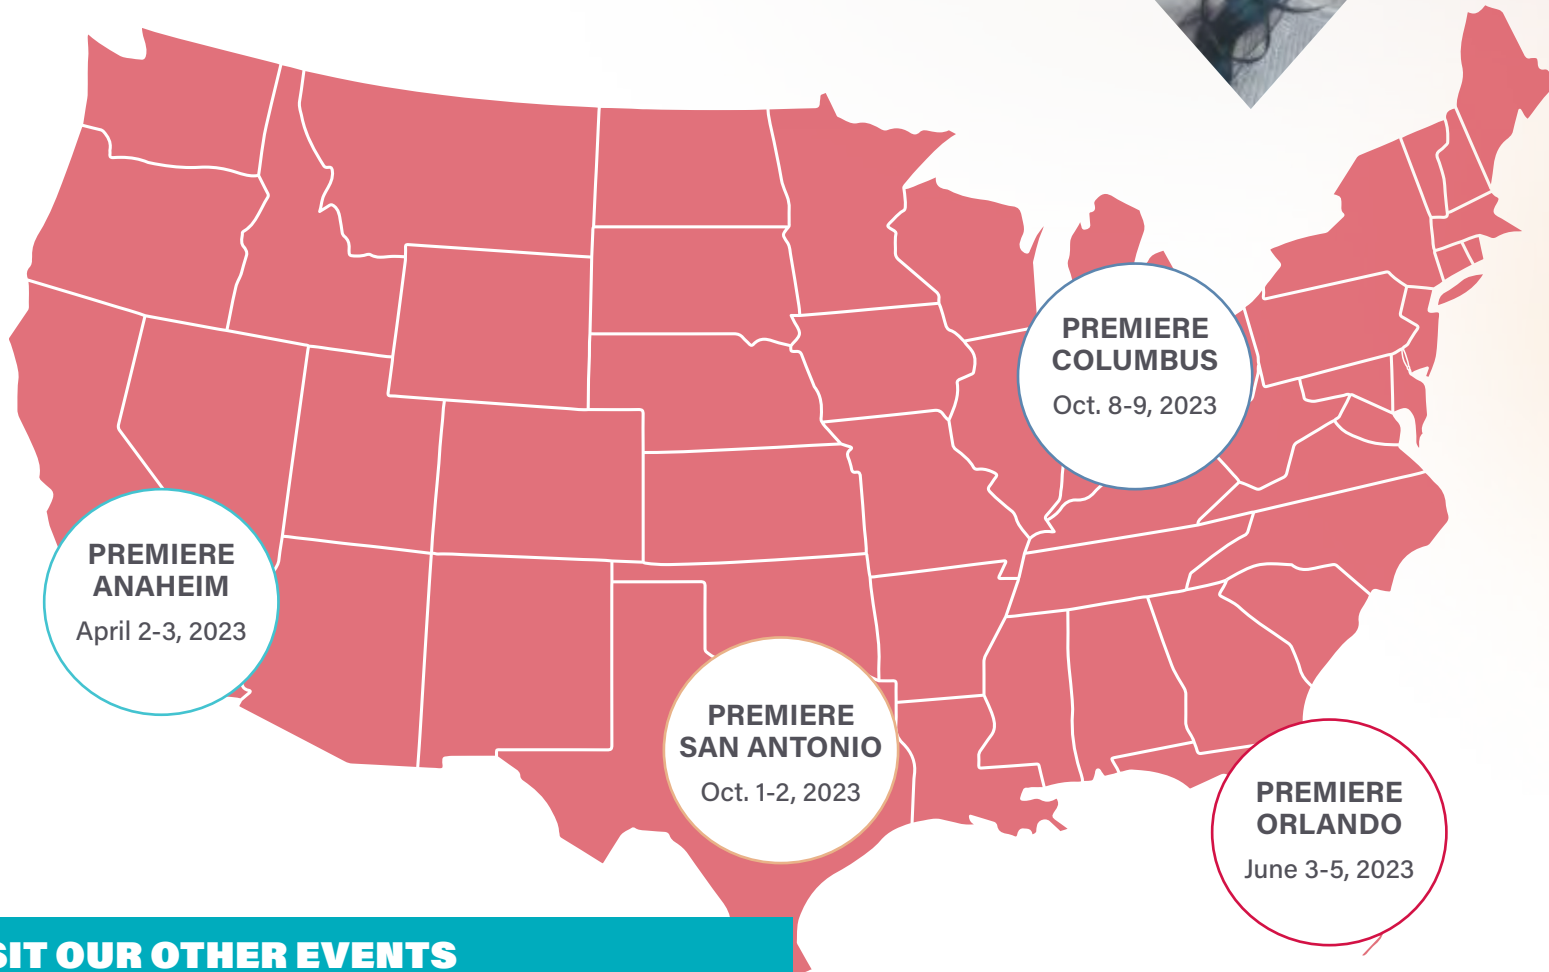 PREMIERE
COLUMBUS
Oct. 8-9, 2023
PREMIERE
ANAHEIM
April 2-3, 2023
PREMIERE
SAN ANTONIO
Oct. 1-2, 2023
PREMIERE
ORLANDO
June 3-5, 2023
SIT OUR OTHER EVENTS